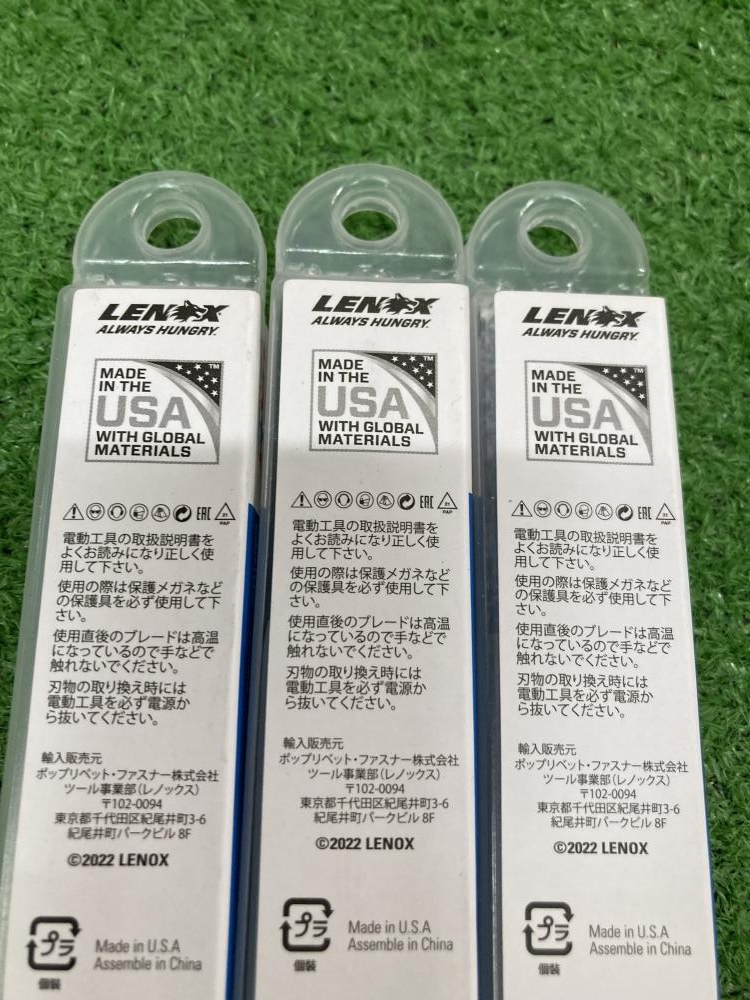 LENOX
ALWAYS HUNGRY.
MADE
IN THE
USA
WITH GLOBAL
MATERIALS
TM
EAC
21
PAP
電動工具の取扱説明書を
よくお読みになり正しく使
用して下さい。
使用の際は保護メガネなど
の保護具を必ず使用して下
さい。
使用直後のブレードは高温
になっているので手などで
触れないでください。
刃物の取り換え時には
電動工具を必ず電源か
ら抜いてください。
輸入販売元
ポップリベット・ファスナー株式会社
ツール事業部(レノックス)
〒102-0094
東京都千代田区紀尾井町3-6
紀尾井町パークビル 8F
©2022 LENOX
プラ
個装
Made in U.S.A
Assemble in China
LENOX
ALWAYS HUNGRY.
MADE
IN THE
USA
WITH GLOBAL
MATERIALS
TM
EAC
21
PAP
電動工具の取扱説明書を
よくお読みになり正しく使
用して下さい。
使用の際は保護メガネなど
の保護具を必ず使用して下
さい。
使用直後のブレードは高温
になっているので手などで
触れないでください。
刃物の取り換え時には
電動工具を必ず電源か
ら抜いてください。
輸入販売元
ポップリベット・ファスナー株式会社
ツール事業部(レノックス)
〒102-0094
東京都千代田区紀尾井町3-6
紀尾井町パークビル 8F
©2022 LENOX
プラ
個装
Made in U.S.A
Assemble in China
LENOX
ALWAYS HUNGRY.
MADE
IN THE
USA
WITH GLOBAL
MATERIALS
TM
EAC
21
PAP
電動工具の取扱説明書を
よくお読みになり正しく使
用して下さい。
使用の際は保護メガネなど
の保護具を必ず使用して下
さい。
使用直後のブレードは高温
になっているので手などで
触れないでください。
刃物の取り換え時には
電動工具を必ず電源か
ら抜いてください。
輸入販売元
ポップリベット・ファスナー株式会社
ツール事業部(レノックス)
〒102-0094
東京都千代田区紀尾井町3-6
紀尾井町パークビル 8F
©2022 LENOX
プラ
個装
Made in U.S.A
Assemble in China